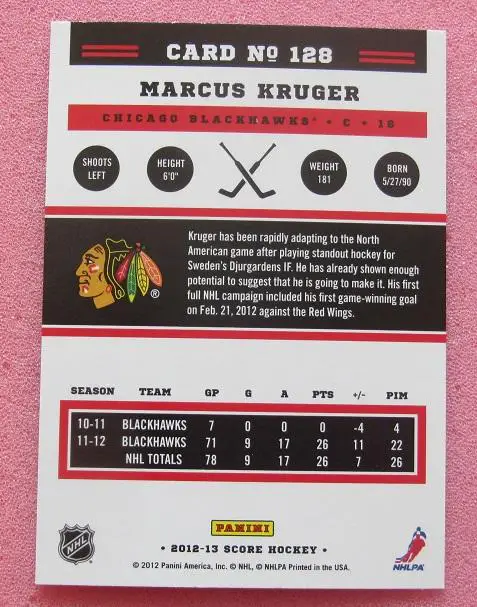 CARD Nº 128
MARCUS KRUGER
CHICAGO BLACKHAWKS® • C • 16
SHOOTS
LEFT
HEIGHT
6'0"
WEIGHT
181
BORN
5/27/90
Kruger has been rapidly adapting to the North
American game after playing standout hockey for
Sweden's Djurgardens IF. He has already shown enough
potential to suggest that he is going to make it. His first
full NHL campaign included his first game-winning goal
on Feb. 21, 2012 against the Red Wings.
®
SEASON TEAM GP G A PTS +/- PIM
10-11 BLACKHAWKS 7 0 0 0 -4 4
11-12 BLACKHAWKS 71 9 17 26 11 22
NHL TOTALS 78 9 17 26 7 26
PANINI
• 2012-13 SCORE HOCKEY •
© 2012 Panini America, Inc. © NHL, © NHLPA Printed in the USA.
NHL
NHLPA